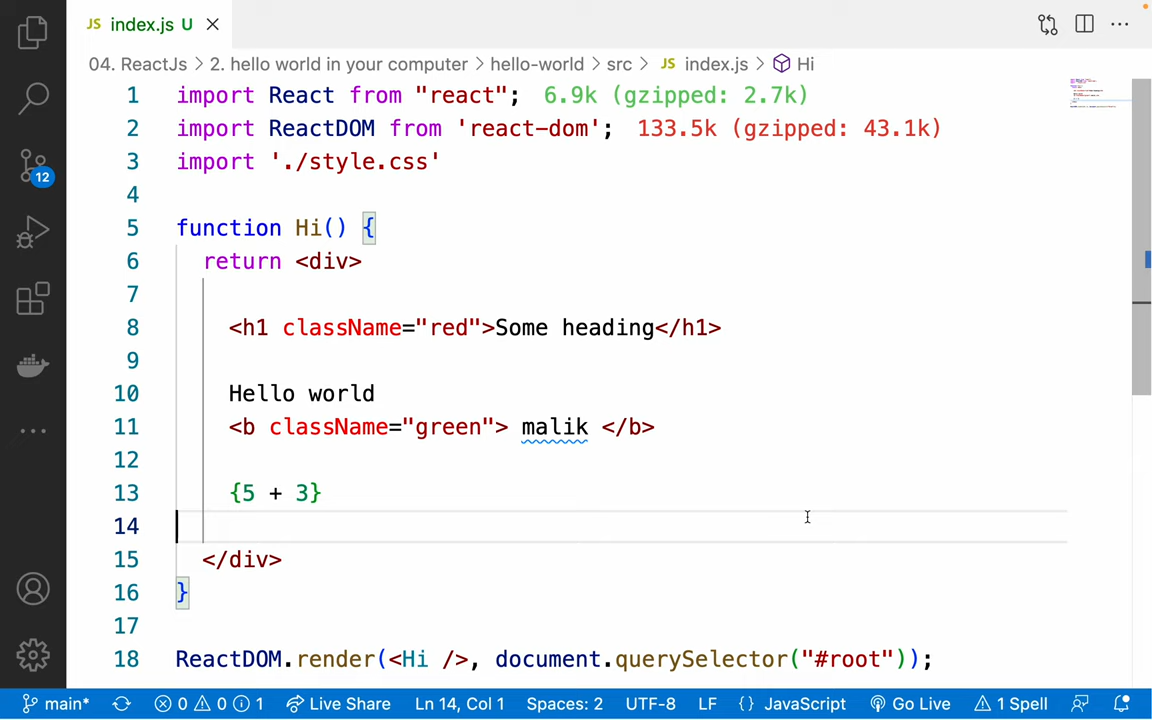 JS index.js U
04. ReactJs > 2. hello world in your computer > hello-world > src > JS index.js > Hi
1 import React from "react"; 6.9k (gzipped: 2.7k)
2 import ReactDOM from 'react-dom'; 133.5k (gzipped: 43.1k)
3 import './style.css'
4
5 function Hi() {
6 return <div>
7
8 <h1 className="red">Some heading</h1>
9
10 Hello world
11 <b className="green"> malik </b>
12
13 {5 + 3}
14
15 </div>
16 }
17
18 ReactDOM.render(<Hi />, document.querySelector("#root"));
12
main* 0 0 1 Live Share Ln 14, Col 1 Spaces: 2 UTF-8 LF {} JavaScript Go Live 1 Spell